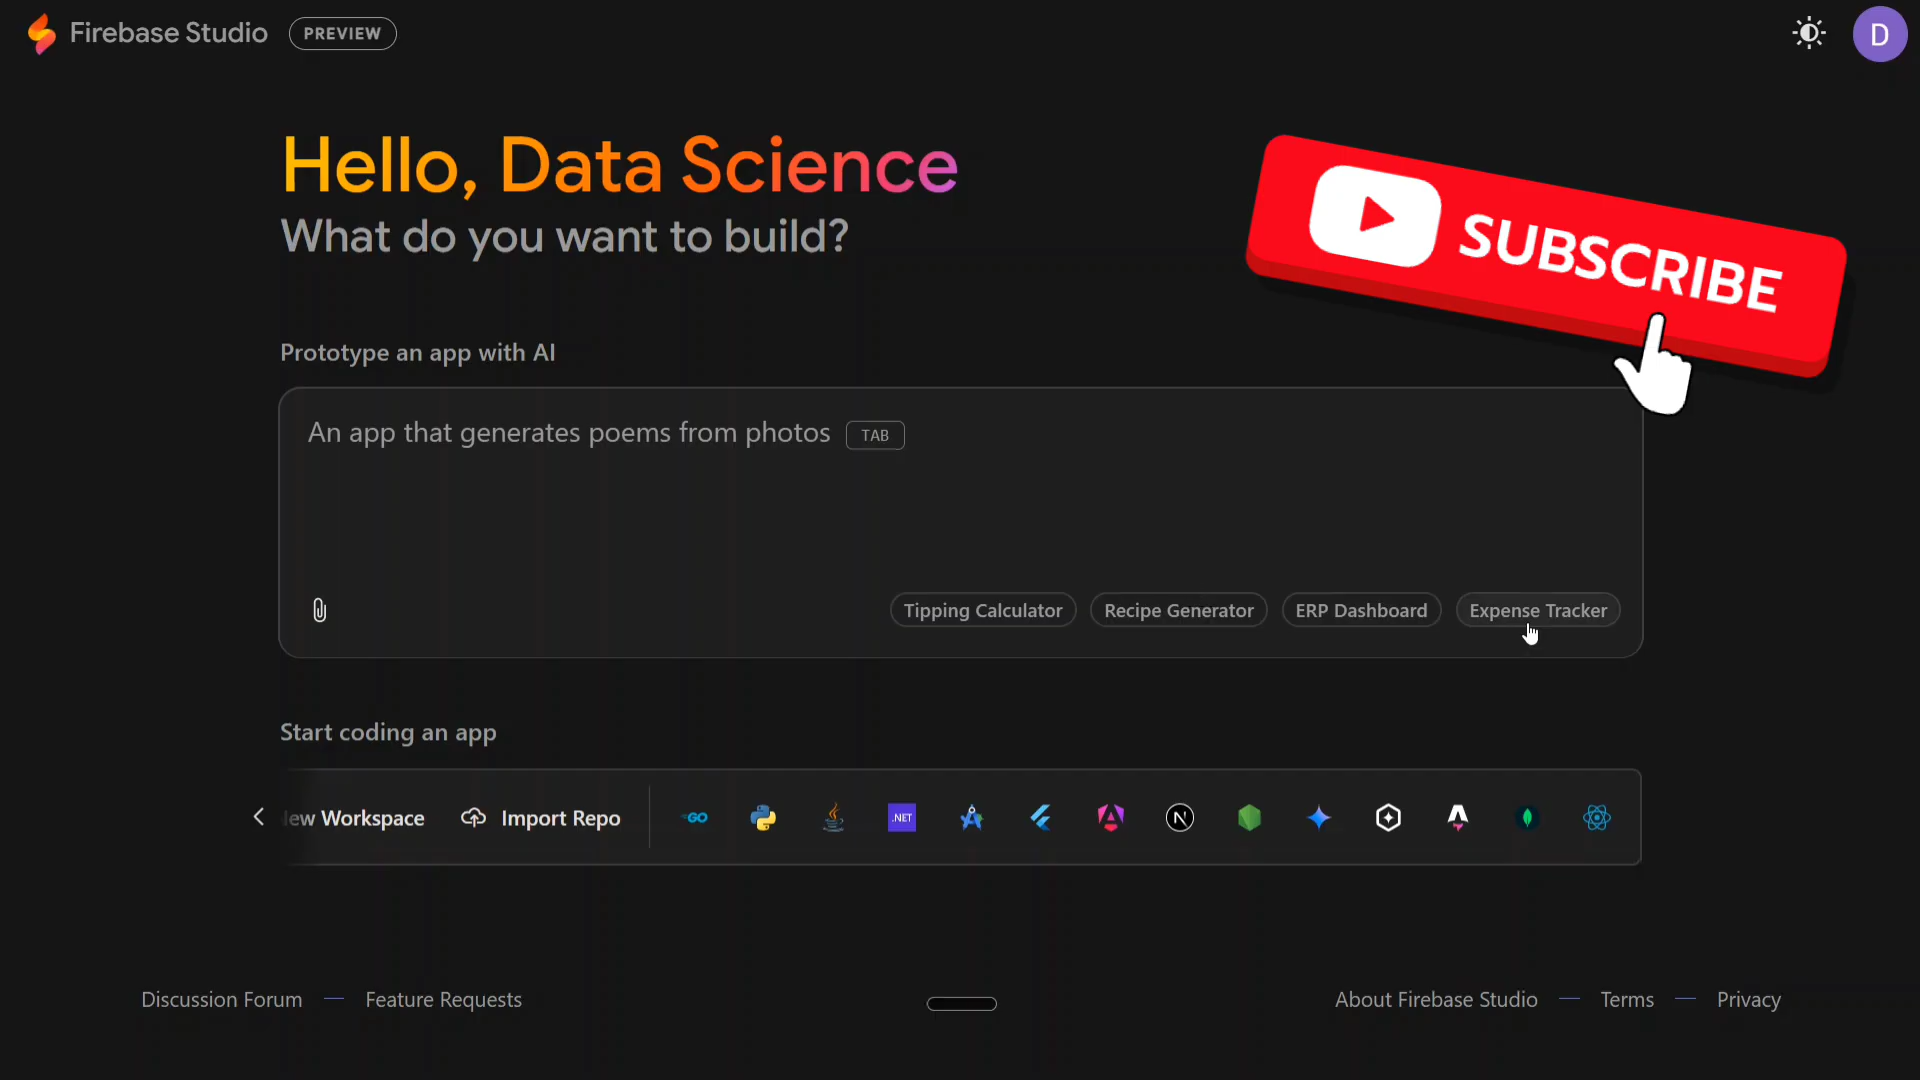 Firebase Studio PREVIEW
D
Hello, Data Science
What do you want to build?
SUBSCRIBE
Prototype an app with AI
An app that generates poems from photos TAB
Tipping Calculator Recipe Generator ERP Dashboard Expense Tracker
Start coding an app
ew Workspace Import Repo GO .NET N
Discussion Forum — Feature Requests About Firebase Studio — Terms — Privacy